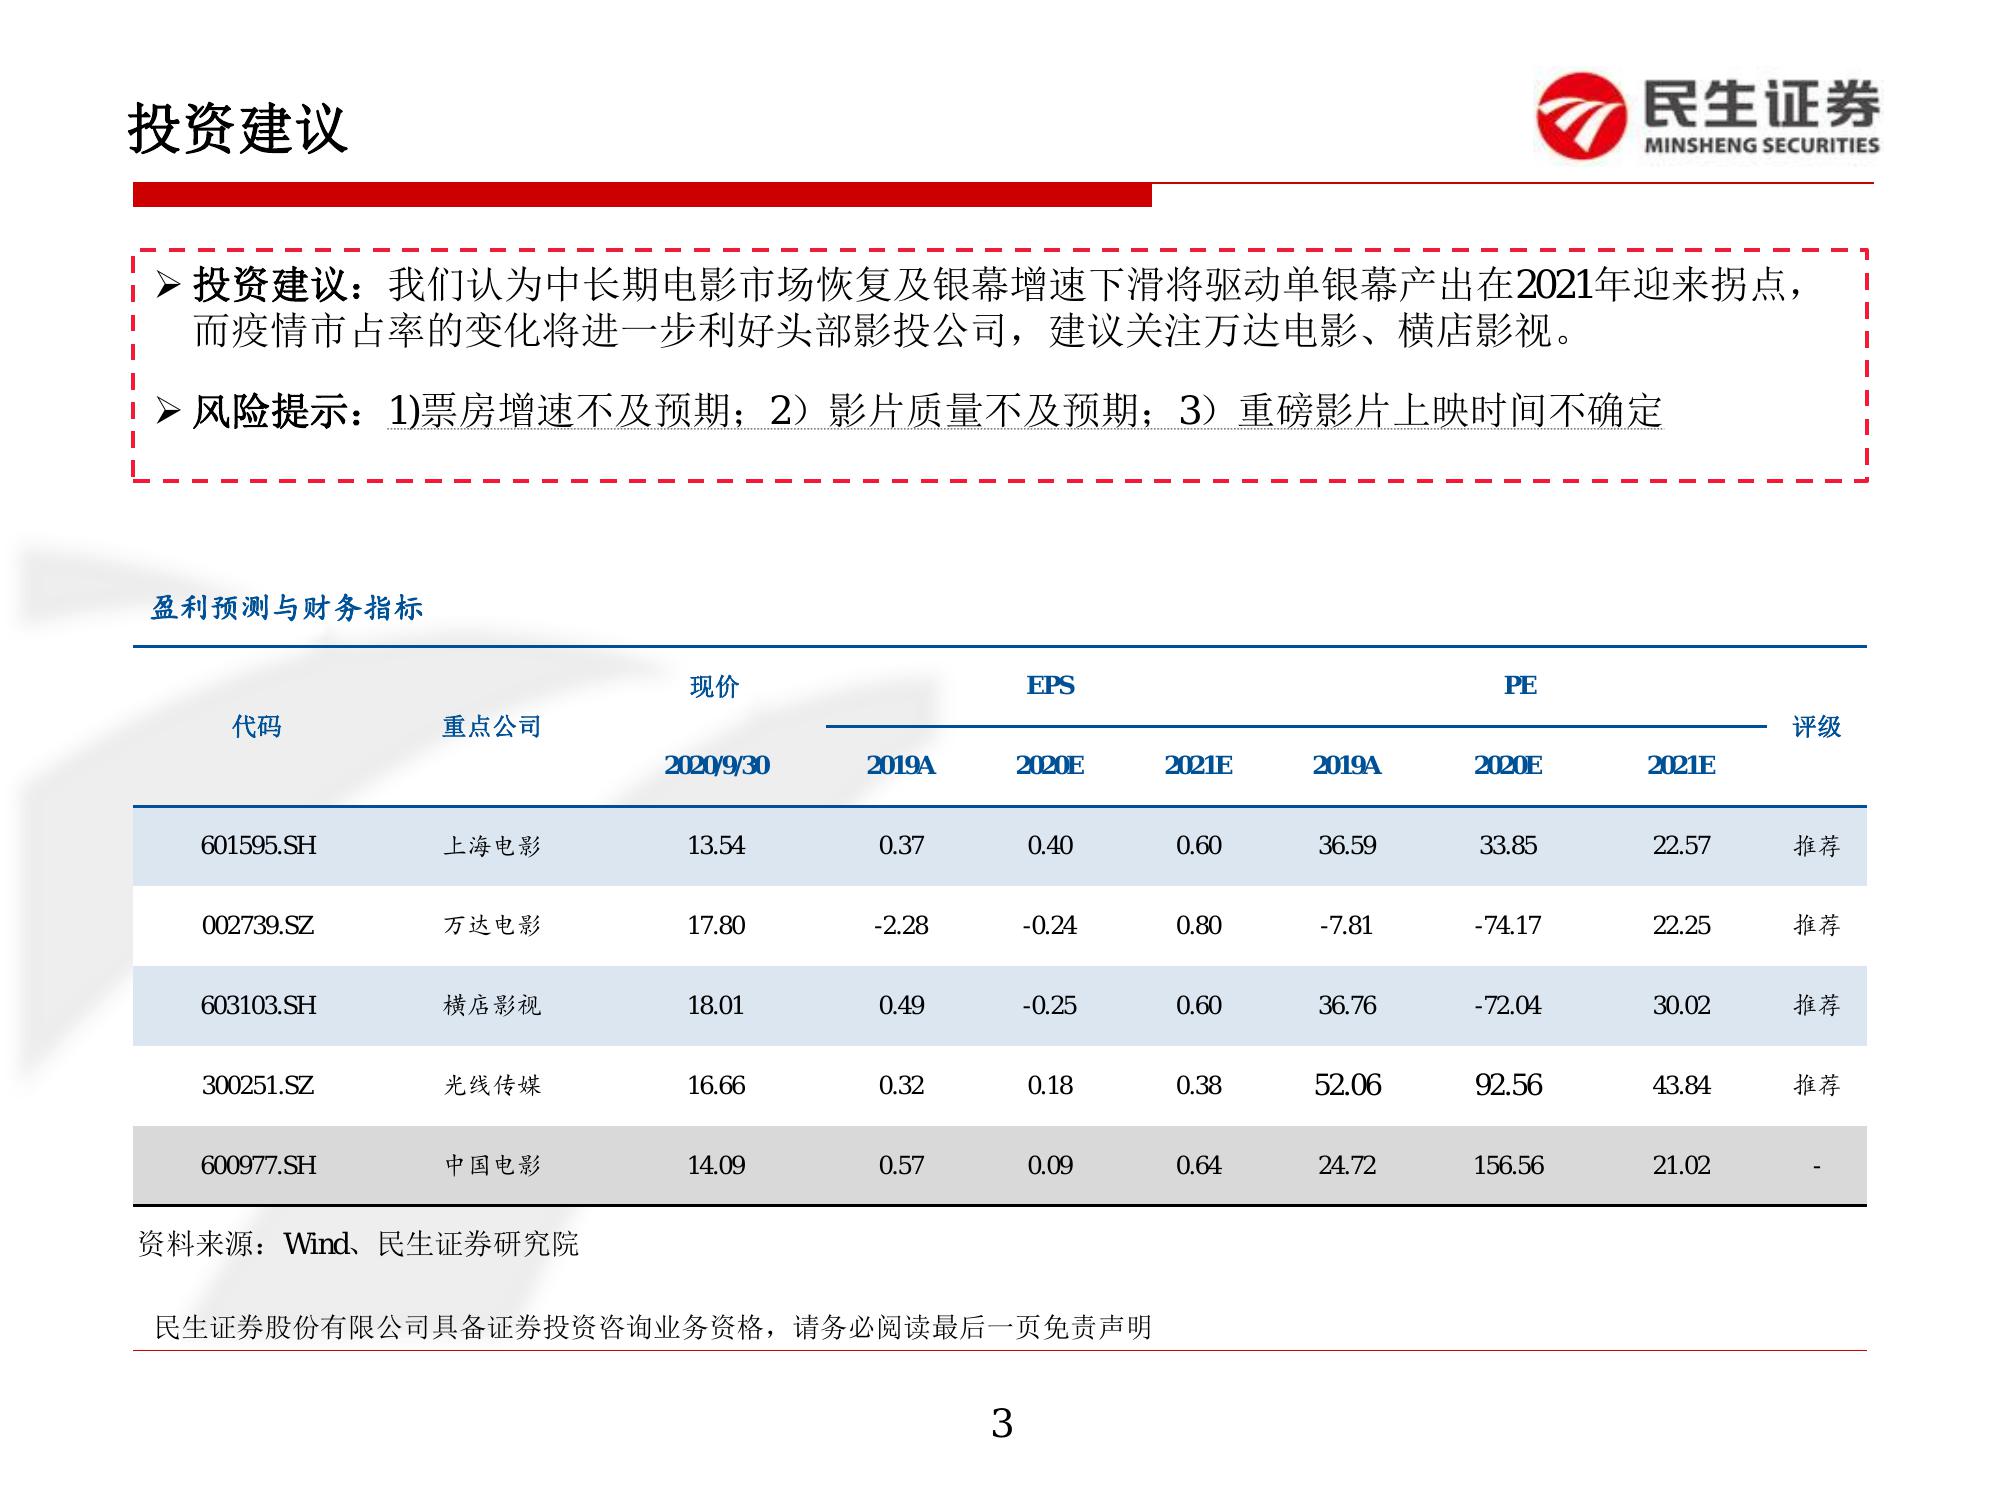 投资建议
民生证券
MINSHENG SECURITIES
➢ 投资建议：我们认为中长期电影市场恢复及银幕增速下滑将驱动单银幕产出在2021年迎来拐点，
而疫情市占率的变化将进一步利好头部影投公司，建议关注万达电影、横店影视。
➢ 风险提示：1)票房增速不及预期；2）影片质量不及预期；3）重磅影片上映时间不确定
盈利预测与财务指标
代码 重点公司 现价 EPS PE 评级
2020/9/30 2019A 2020E 2021E 2019A 2020E 2021E
601595.SH 上海电影 13.54 0.37 0.40 0.60 36.59 33.85 22.57 推荐
002739.SZ 万达电影 17.80 -2.28 -0.24 0.80 -7.81 -74.17 22.25 推荐
603103.SH 横店影视 18.01 0.49 -0.25 0.60 36.76 -72.04 30.02 推荐
300251.SZ 光线传媒 16.66 0.32 0.18 0.38 52.06 92.56 43.84 推荐
600977.SH 中国电影 14.09 0.57 0.09 0.64 24.72 156.56 21.02 -
资料来源：Wind、民生证券研究院
民生证券股份有限公司具备证券投资咨询业务资格，请务必阅读最后一页免责声明
3